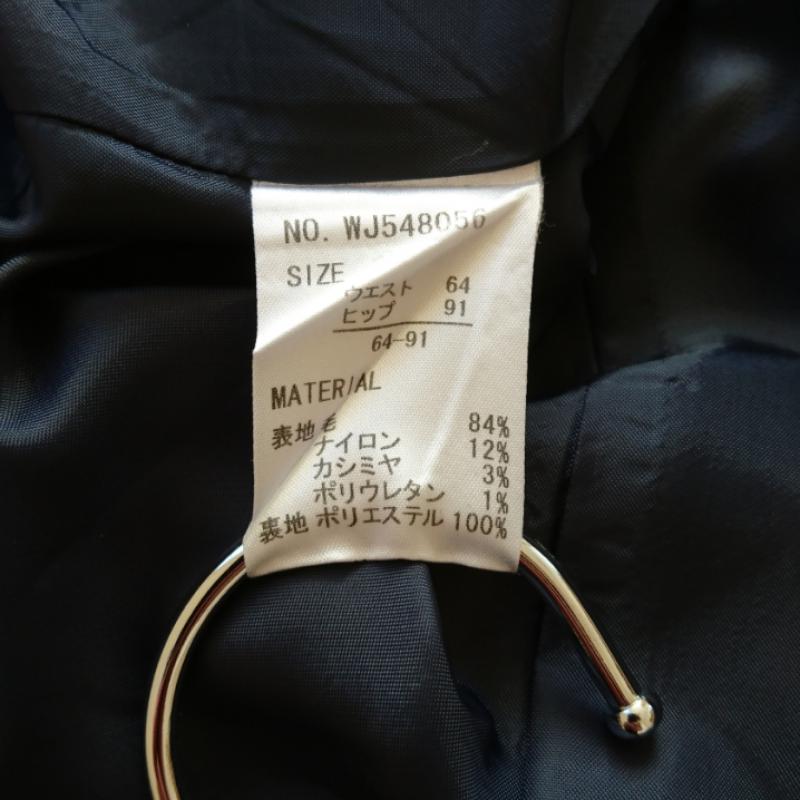 NO. WJ548056
SIZE
ウエスト 64
ヒップ 91
64-91
MATERIAL
表地 毛 84%
ナイロン 12%
カシミヤ 3%
ポリウレタン 1%
裏地 ポリエステル 100%